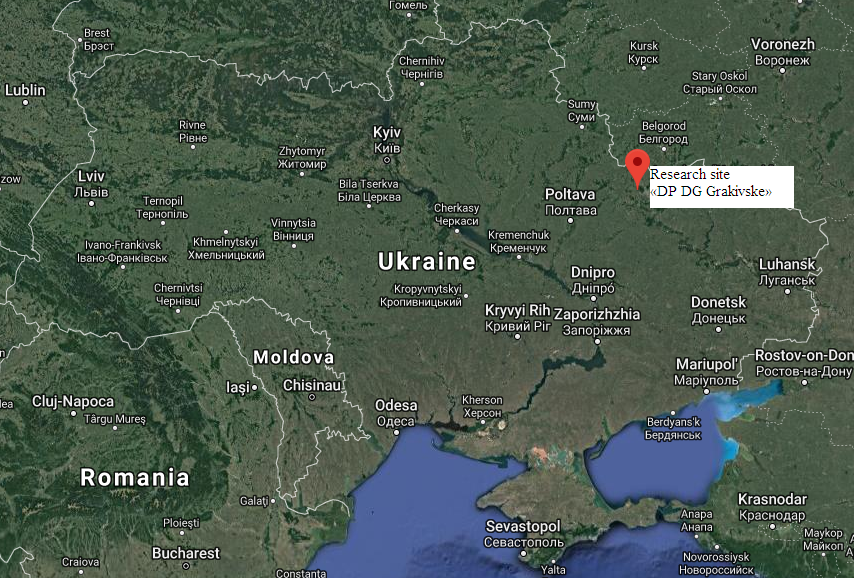 Гомель
Brest
Брэст
Chernihiv
Чернігів
Kursk
Курск
Voronezh
Воронеж
Stary Oskol
Старый Оскол
Lublin
Sumy
Суми
Rivne
Рівне
Kyiv
Київ
Belgorod
Белгород
Zhytomyr
Житомир
Research site
«DP DG Grakivske»
zow
Lviv
Львів
Bila Tserkva
Біла Церква
Poltava
Полтава
Ternopil
Тернопіль
Cherkasy
Черкаси
Vinnytsia
Вінниця
Khmelnytskyi
Хмельницький
Kremenchuk
Кременчук
Ivano-Frankivsk
Івано-Франківськ
Ukraine
Dnipro
Дніпрó
Luhansk
Луганськ
Chernivtsi
Чернівці
Kropyvnytskyi
Кропивницький
Donetsk
Донецьк
Kryvyi Rih
Кривий Ріг
Zaporizhzhia
Запоріжжя
Moldova
Mariupol'
Маріуполь
Rostov-on-Don
Ростов-на-Дону
Iași
Chisinau
Cluj-Napoca
Târgu Mureș
Odesa
Одеса
Kherson
Херсон
Berdyans'k
Бердянськ
Romania
Galați
Krasnodar
Краснодар
Ploiești
Sevastopol
Севастополь
Anapa
Анапа
Maykop
Майкоп
Bucharest
Craiova
Constanta
Yalta
Novorossiysk
Новороссийск